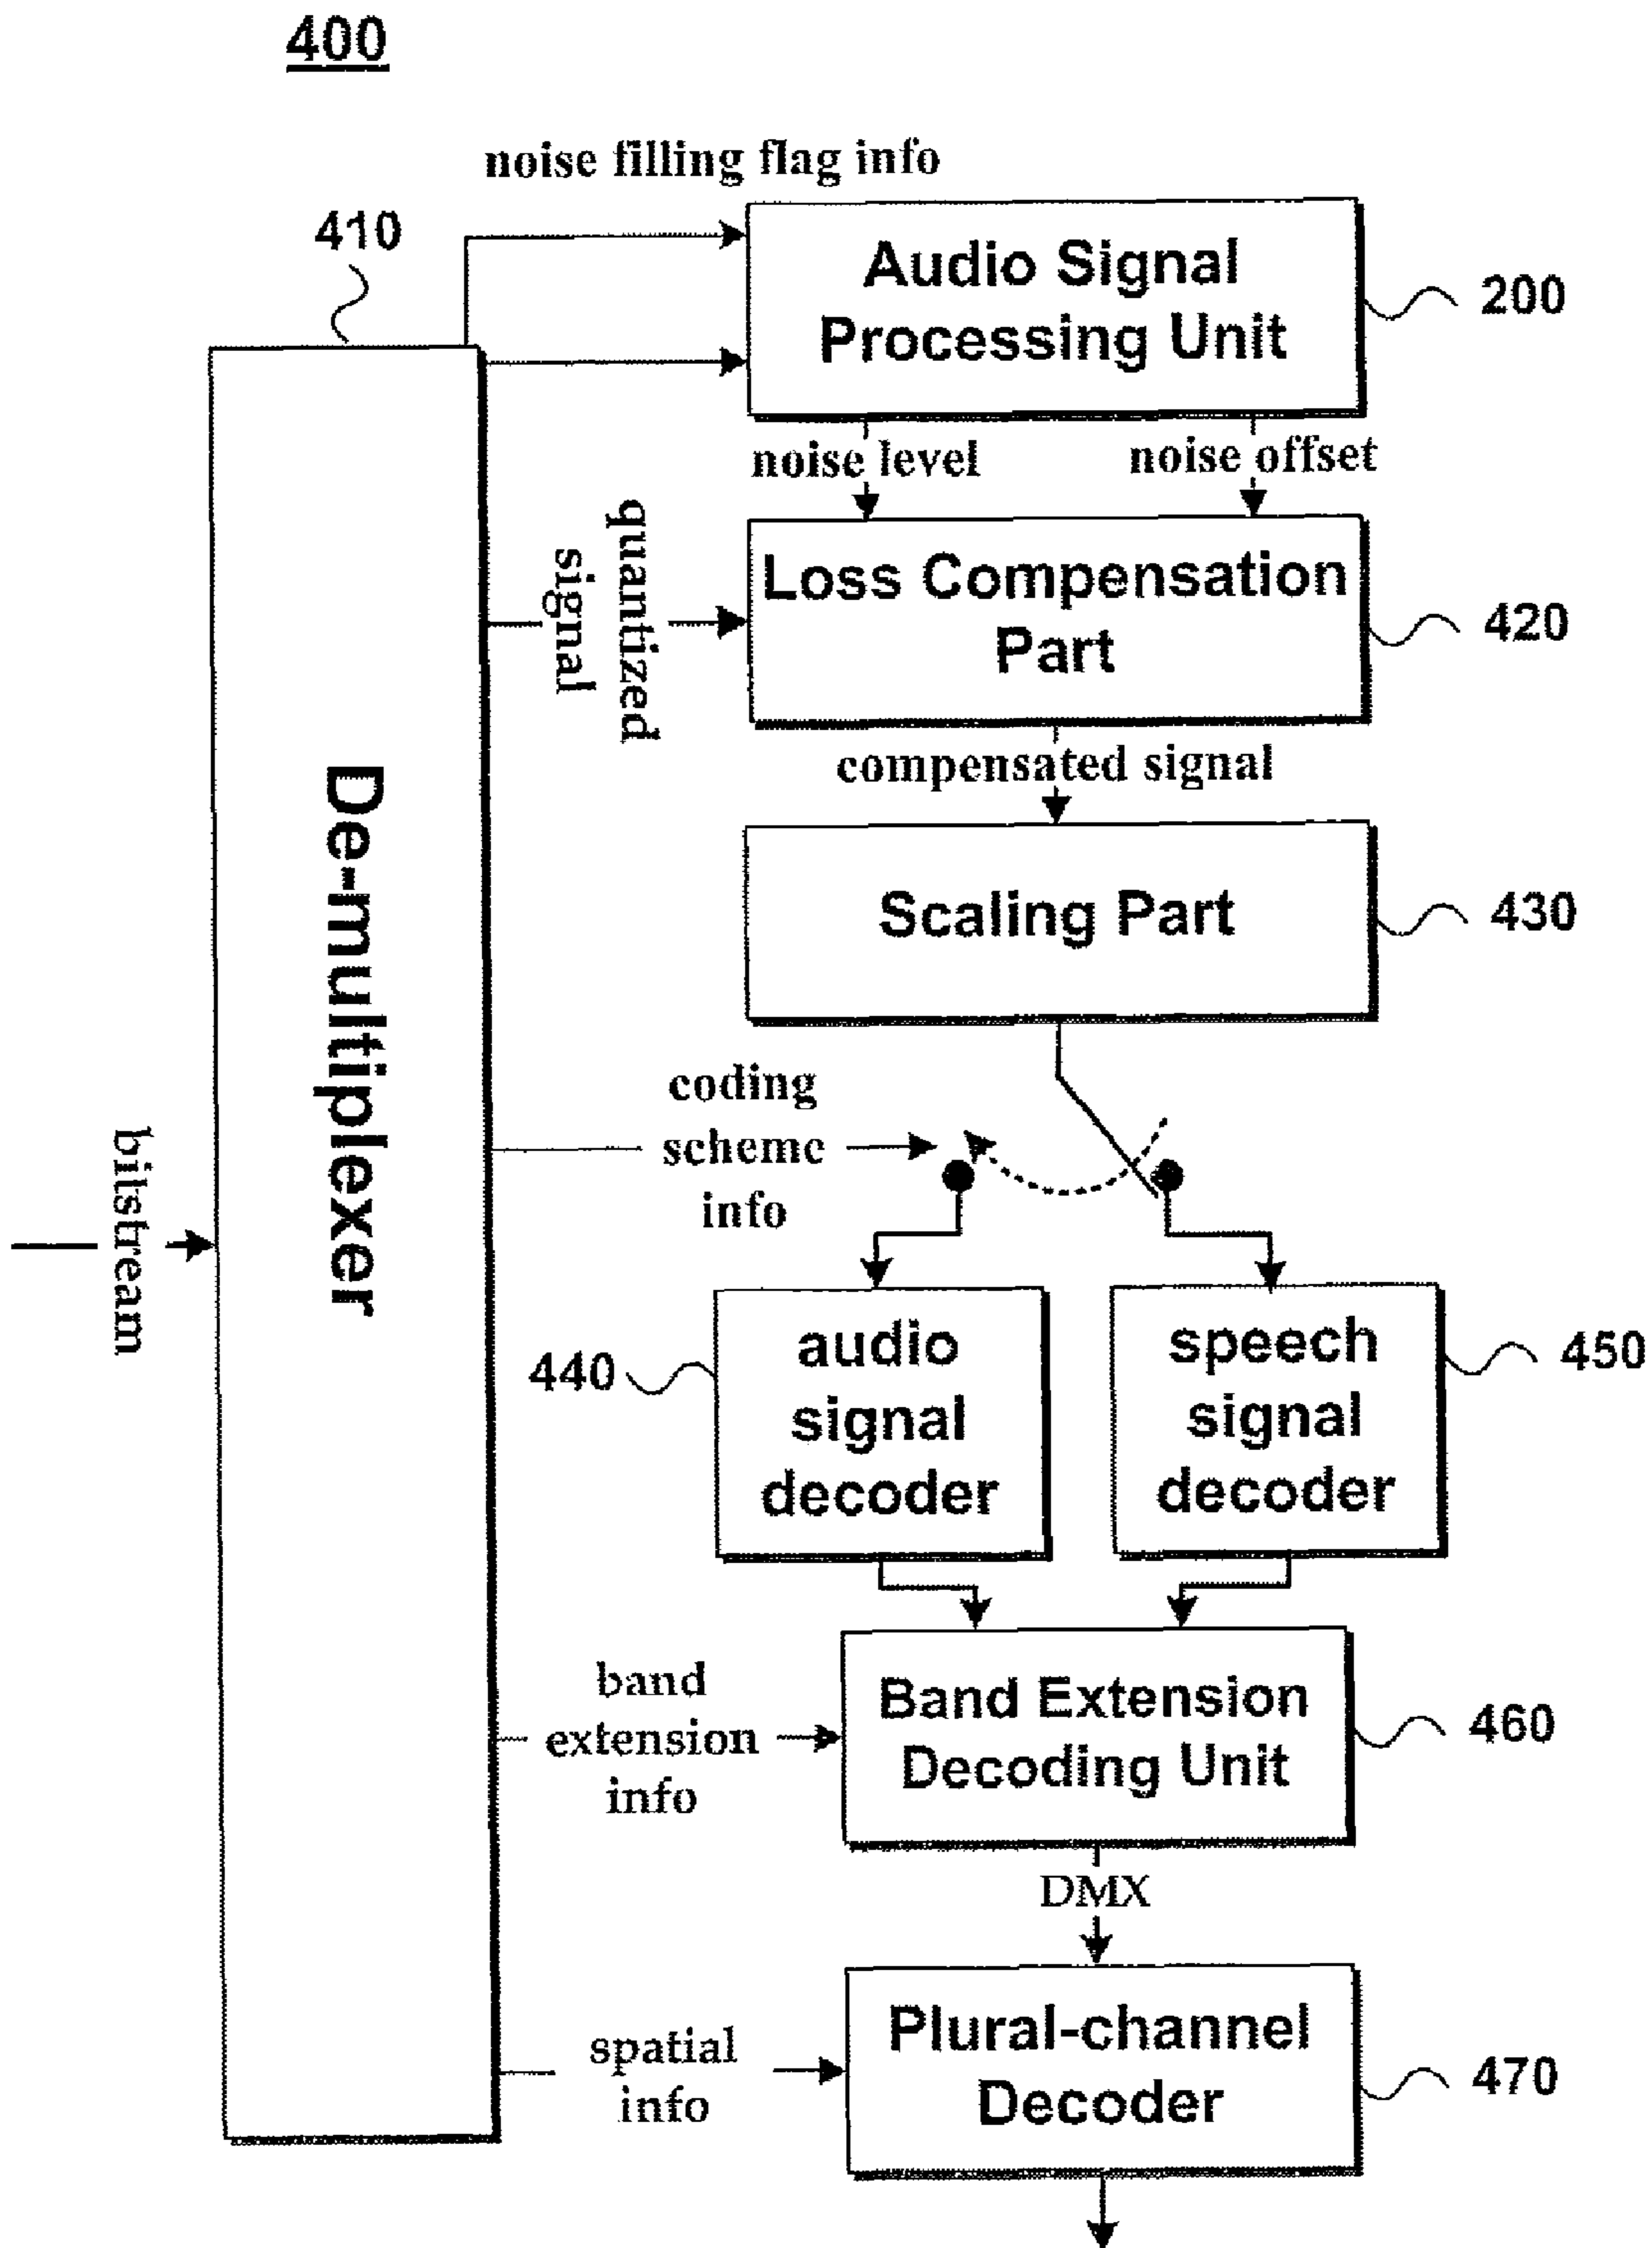 400
noise filling flag info
410
Audio Signal
Processing Unit
200
noise level
noise offset
quantized
signal
Loss Compensation
Part
420
compensated signal
De-multiplexer
Scaling Part
430
coding
scheme
info
bitstream
440
audio
signal
decoder
speech
signal
decoder
450
band
extension
info
Band Extension
Decoding Unit
460
DMX
spatial
info
Plural-channel
Decoder
470